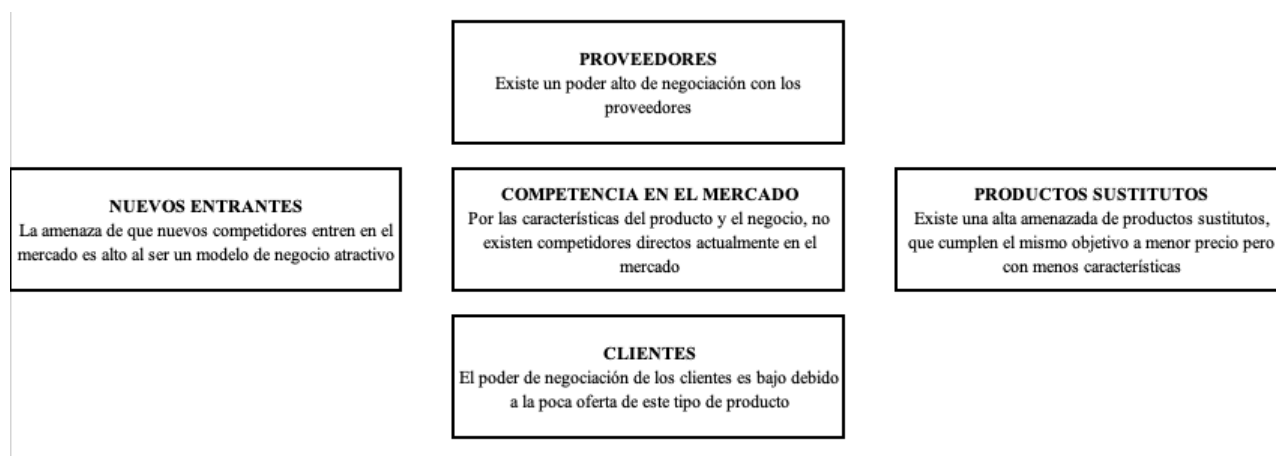 PROVEEDORES
Existe un poder alto de negociación con los
proveedores
NUEVOS ENTRANTES
La amenaza de que nuevos competidores entren en el
mercado es alto al ser un modelo de negocio atractivo
COMPETENCIA EN EL MERCADO
Por las características del producto y el negocio, no
existen competidores directos actualmente en el
mercado
PRODUCTOS SUSTITUTOS
Existe una alta amenazada de productos sustitutos,
que cumplen el mismo objetivo a menor precio pero
con menos características
CLIENTES
El poder de negociación de los clientes es bajo debido
a la poca oferta de este tipo de producto